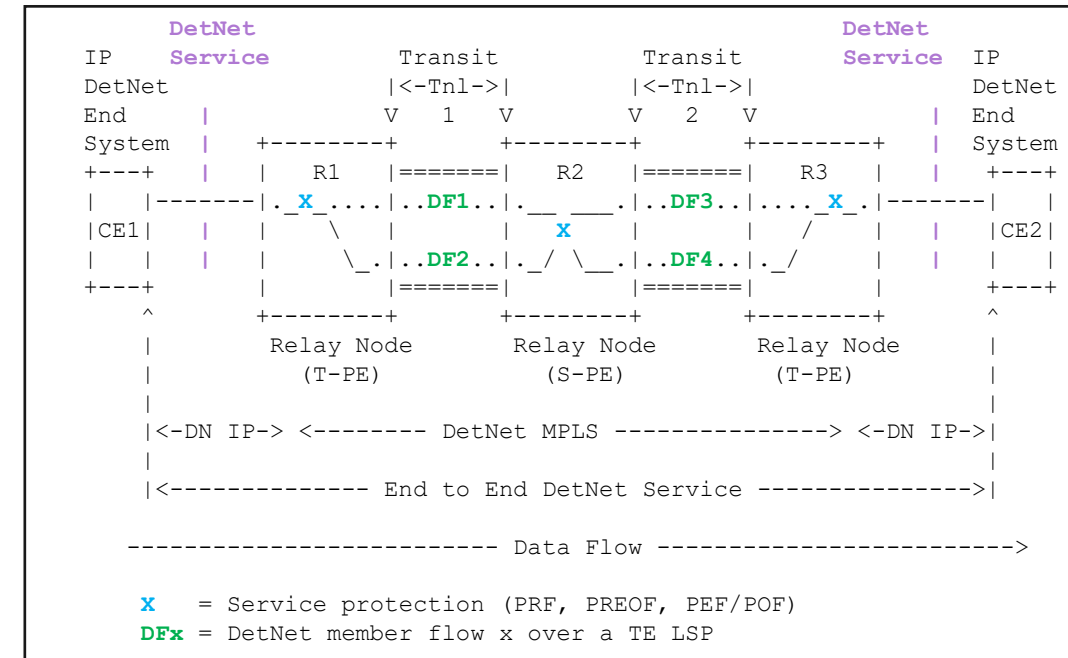 DetNet                                                  DetNet
    IP    Service             Transit            Transit          Service   IP
    DetNet                   |<-Tnl->|          |<-Tnl->|                   DetNet
    End      |               V   1   V          V   2   V              |    End
    System   |    +--------+         +--------+         +--------+     |    System
    +---+    |    |   R1   |=======|   R2   |=======|   R3   |     |     +---+
    |   |-------|._X_....|..DF1..|.__ ___.|..DF3..|...._X_.|-------|   |
    |CE1|    |    |     \  |       |   X    |       |    /   |     |     |CE2|
    |   |    |    |      \_.|..DF2..|._/ \__.|..DF4..|._/      |     |     |   |
    +---+         |        |=======|        |=======|        |           +---+
        ^         +--------+         +--------+         +--------+         ^
        |          Relay Node          Relay Node          Relay Node      |
        |            (T-PE)              (S-PE)              (T-PE)        |
        |                                                                  |
        |<-DN IP-> <-------- DetNet MPLS ---------------> <-DN IP->|
        |                                                                  |
        |<-------------- End to End DetNet Service --------------->|

       -------------------------- Data Flow ------------------------->

        X   = Service protection (PRF, PREOF, PEF/POF)
        DFx = DetNet member flow x over a TE LSP